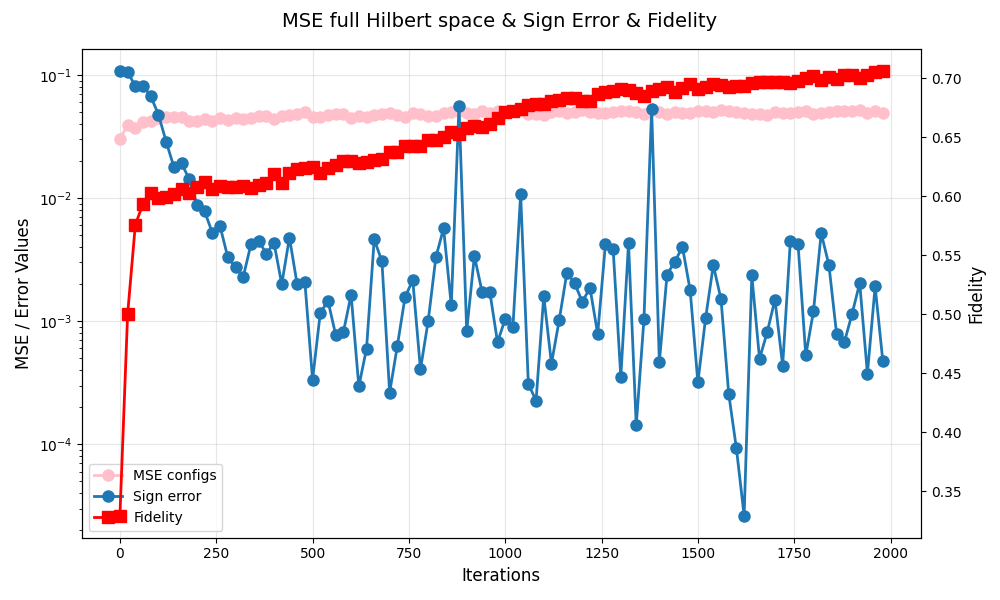 MSE full Hilbert space & Sign Error & Fidelity
MSE / Error Values
10⁻¹
10⁻²
10⁻³
10⁻⁴
0.70
0.65
0.60
0.55
0.50
0.45
0.40
0.35
Fidelity
MSE configs
Sign error
Fidelity
0 250 500 750 1000 1250 1500 1750 2000
Iterations